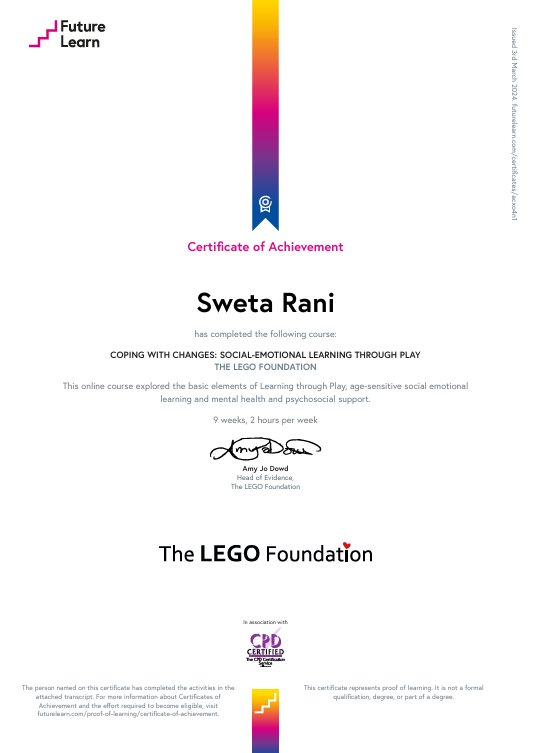 Future
Learn
Issued 3rd March 2024. futurelearn.com/certificates/acxo4n1
Certificate of Achievement
Sweta Rani
has completed the following course:
COPING WITH CHANGES: SOCIAL-EMOTIONAL LEARNING THROUGH PLAY
THE LEGO FOUNDATION
This online course explored the basic elements of Learning through Play, age-sensitive social emotional
learning and mental health and psychosocial support.
9 weeks, 2 hours per week
Amy Jo Dowd
Head of Evidence,
The LEGO Foundation
The LEGO Foundation
In association with
CPD
CERTIFIED
The CPD Certification
Service
The person named on this certificate has completed the activities in the
attached transcript. For more information about Certificates of
Achievement and the effort required to become eligible, visit
futurelearn.com/proof-of-learning/certificate-of-achievement.
This certificate represents proof of learning. It is not a formal
qualification, degree, or part of a degree.